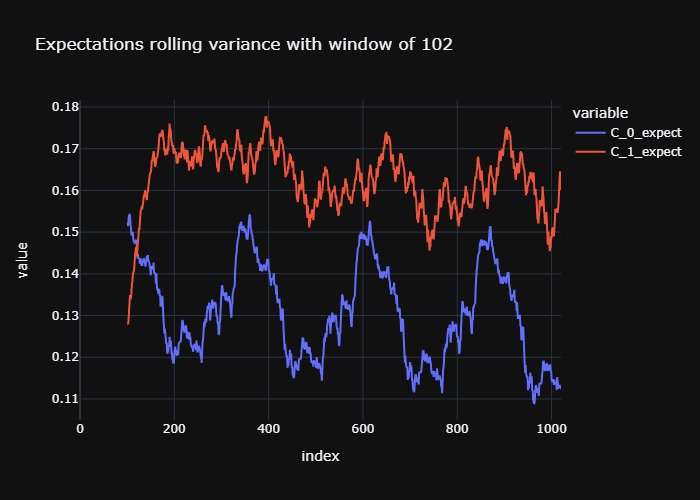 Expectations rolling variance with window of 102
variable
C_0_expect
C_1_expect
value
0.18
0.17
0.16
0.15
0.14
0.13
0.12
0.11
0
200
400
600
800
1000
index